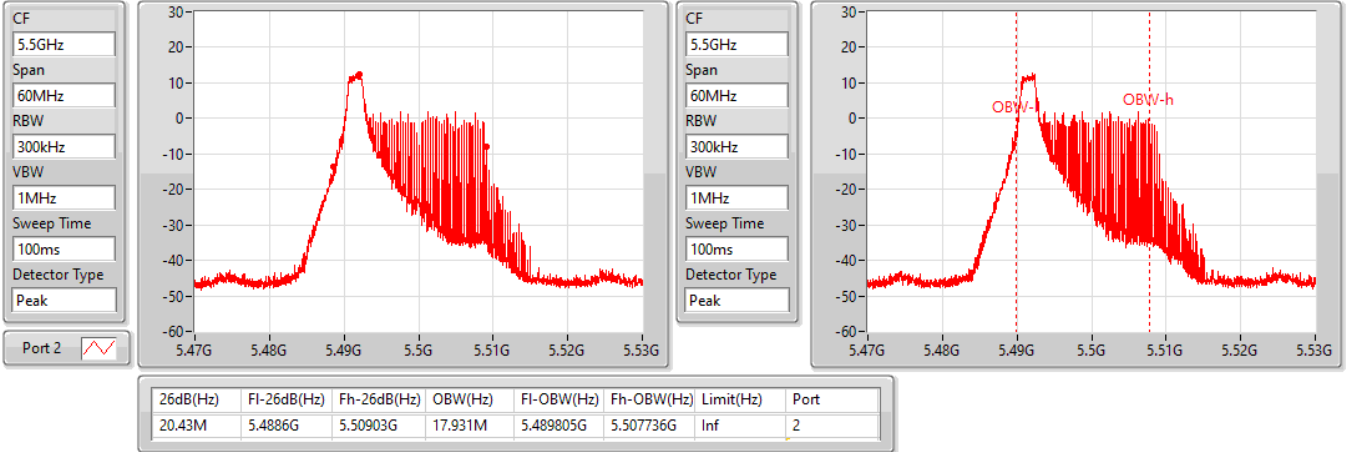 CF
5.5GHz
Span
60MHz
RBW
300kHz
VBW
1MHz
Sweep Time
100ms
Detector Type
Peak
Port 2
30
20
10
0
-10
-20
-30
-40
-50
-60
5.47G 5.48G 5.49G 5.5G 5.51G 5.52G 5.53G
CF
5.5GHz
Span
60MHz
RBW
300kHz
VBW
1MHz
Sweep Time
100ms
Detector Type
Peak
30
20
10
0
-10
-20
-30
-40
-50
-60
OBW-
OBW-h
5.47G 5.48G 5.49G 5.5G 5.51G 5.52G 5.53G
26dB(Hz) Fl-26dB(Hz) Fh-26dB(Hz) OBW(Hz) Fl-OBW(Hz) Fh-OBW(Hz) Limit(Hz) Port
20.43M 5.4886G 5.50903G 17.931M 5.489805G 5.507736G Inf 2